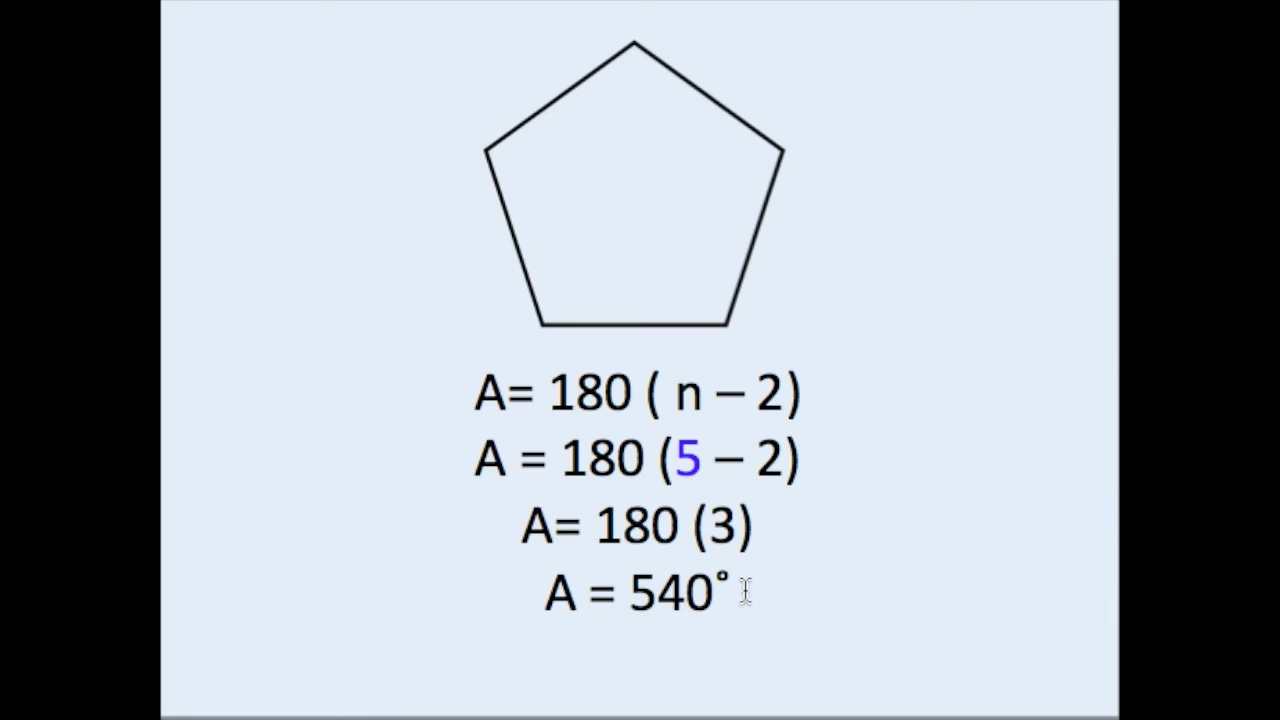 A= 180 ( n – 2)
A = 180 (5 – 2)
A= 180 (3)
A = 540˚